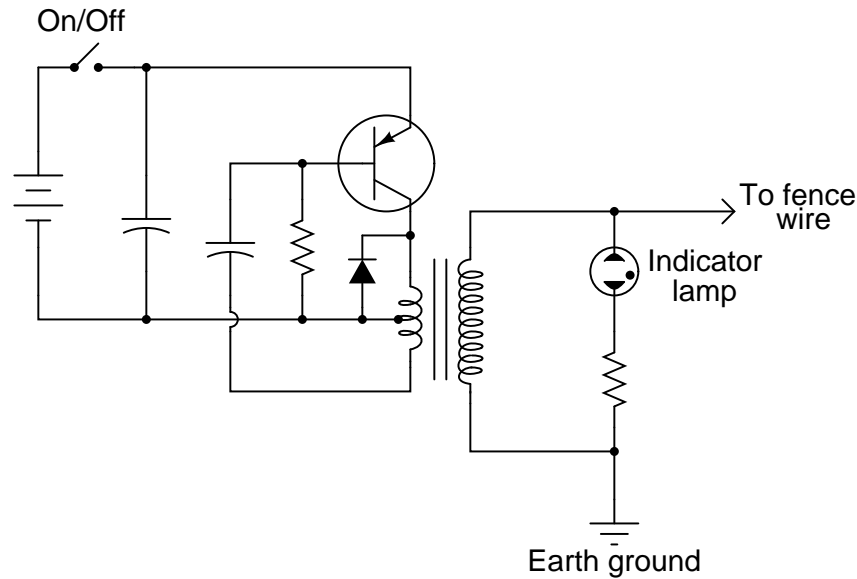 On/Off
To fence
wire
Indicator
lamp
Earth ground